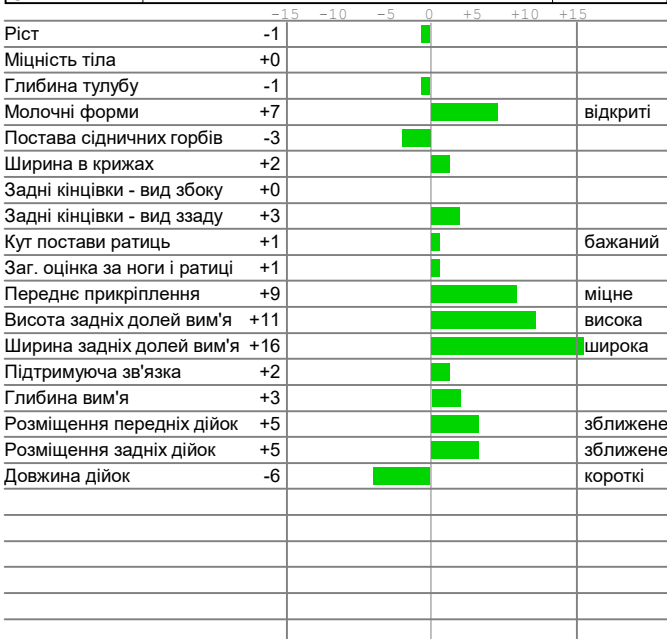 -15 -10 -5 0 +5 +10 +15
Ріст -1
Міцність тіла +0
Глибина тулубу -1
Молочні форми +7 відкриті
Постава сідничних горбів -3
Ширина в крижах +2
Задні кінцівки - вид збоку +0
Задні кінцівки - вид ззаду +3
Кут постави ратиць +1 бажаний
Заг. оцінка за ноги і ратиці +1
Переднє прикріплення +9 міцне
Висота задніх долей вим'я +11 висока
Ширина задніх долей вим'я +16 широка
Підтримуюча зв'язка +2
Глибина вим'я +3
Розміщення передніх дійок +5 зближене
Розміщення задніх дійок +5 зближене
Довжина дійок -6 короткі